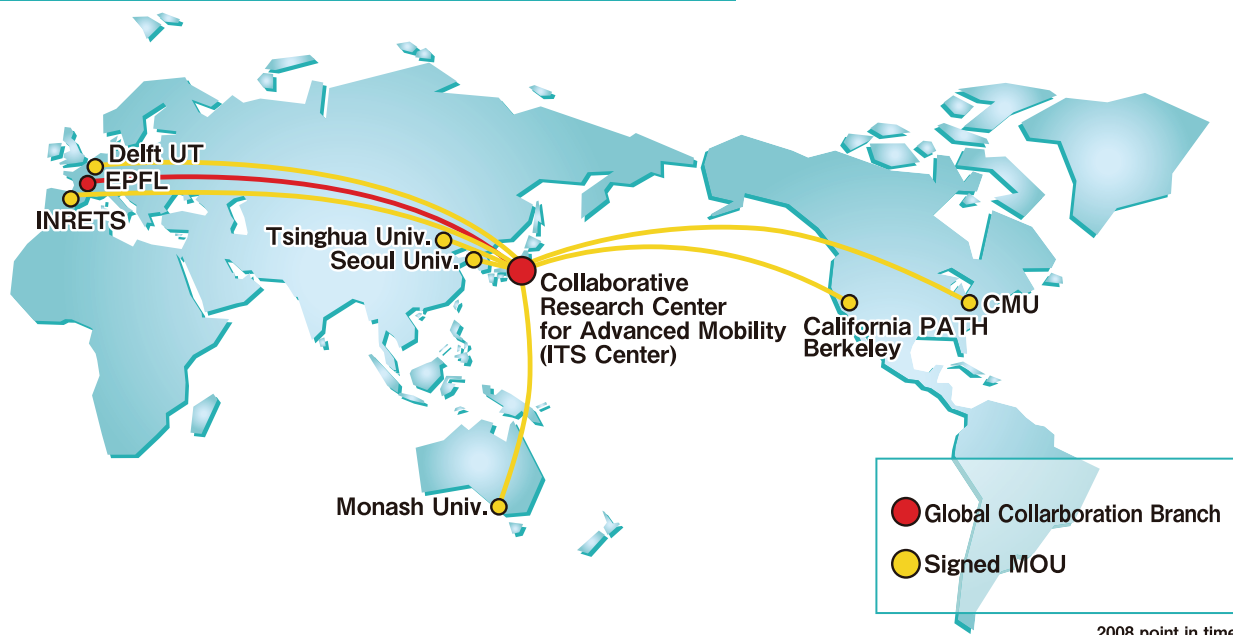 Delft UT
EPFL
INRETS
Tsinghua Univ.
Seoul Univ.
Collaborative
Research Center
for Advanced Mobility
(ITS Center)
CMU
California PATH
Berkeley
Monash Univ.
Global Collarboration Branch
Signed MOU
2008 point in time